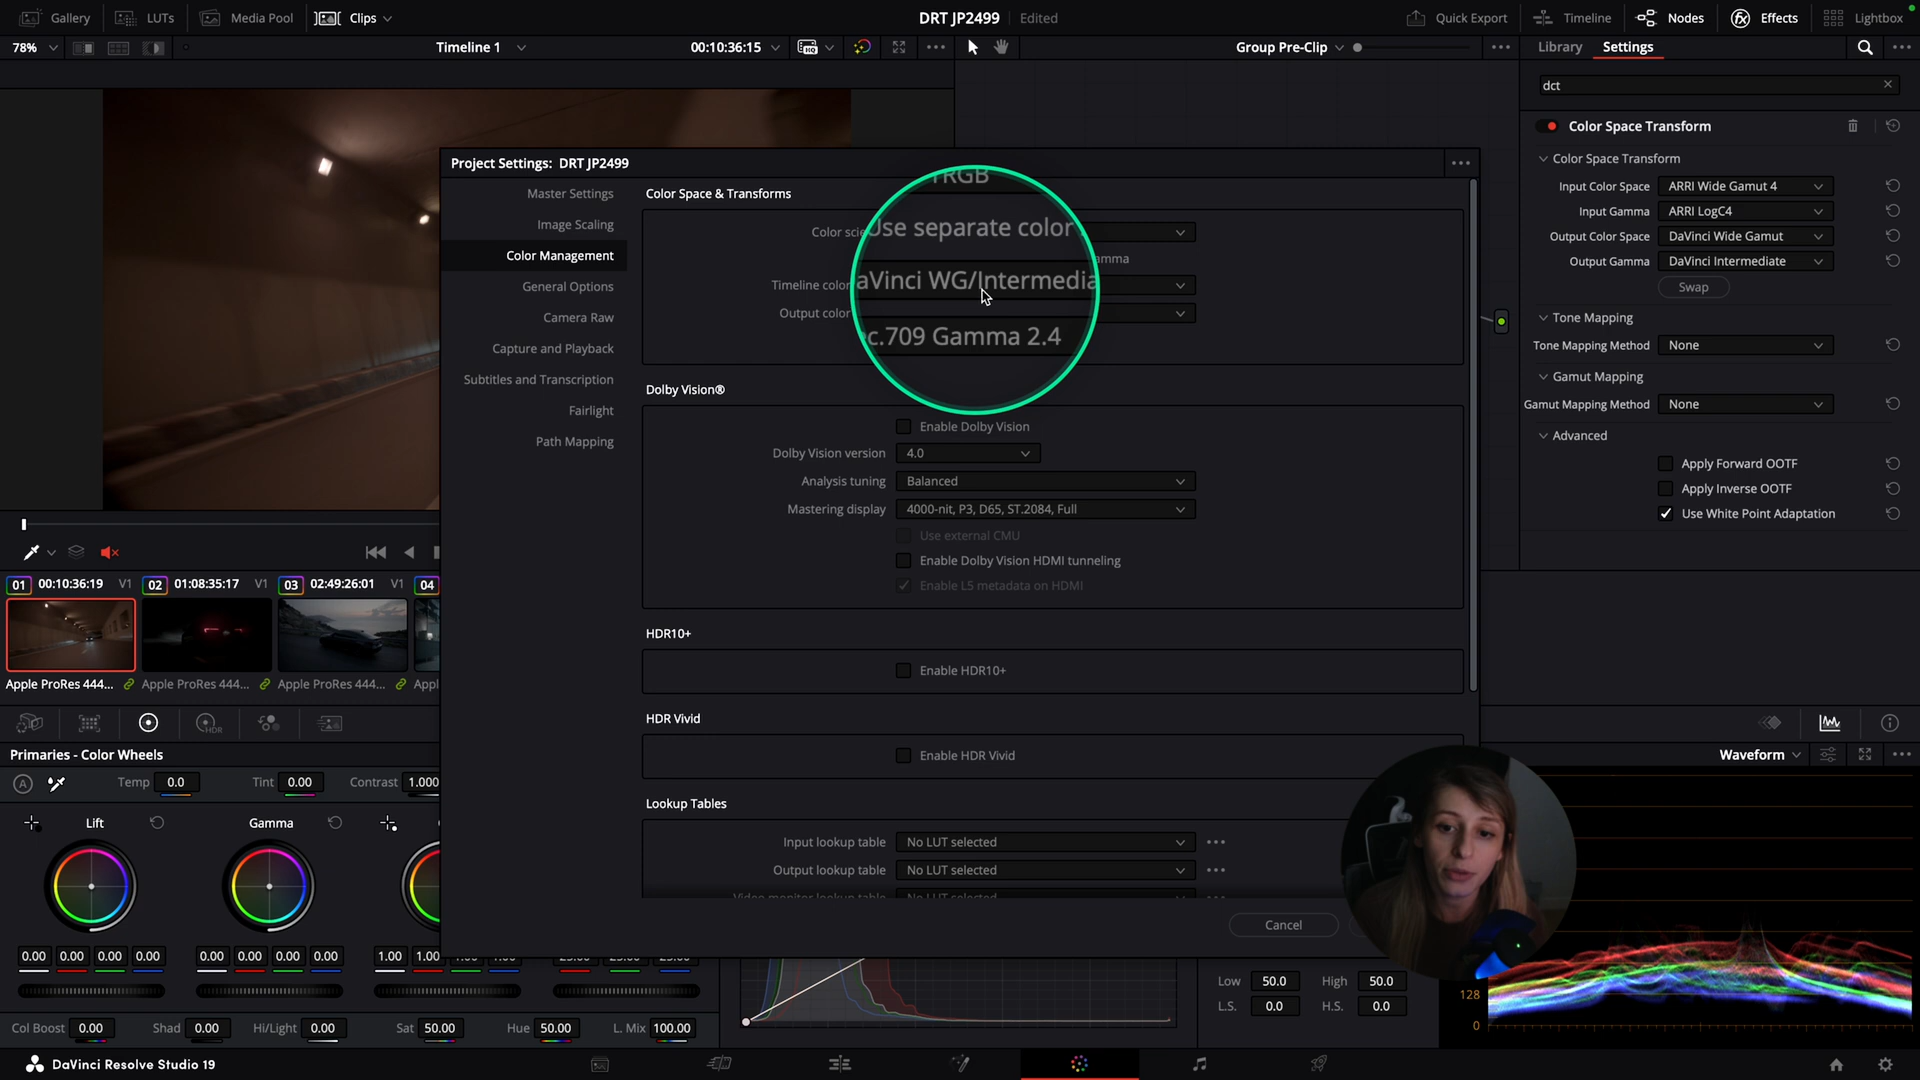 Gallery LUTs Media Pool Clips DRT JP2499 Edited Quick Export Timeline Nodes Effects Lightbox
78% Timeline 1 00:10:36:15 Group Pre-Clip Library Settings
dct
Color Space Transform
Color Space Transform
Input Color Space ARRI Wide Gamut 4
Input Gamma ARRI LogC4
Output Color Space DaVinci Wide Gamut
Output Gamma DaVinci Intermediate
Swap
Tone Mapping
Tone Mapping Method None
Gamut Mapping
Gamut Mapping Method None
Advanced
Apply Forward OOTF
Apply Inverse OOTF
Use White Point Adaptation
Project Settings: DRT JP2499
Master Settings
Image Scaling
Color Management
General Options
Camera Raw
Capture and Playback
Subtitles and Transcription
Fairlight
Path Mapping
Color Space & Transforms
Color scie
YRGB
Use separate color
amma
Timeline color
aVinci WG/Intermedia
Output color
ec.709 Gamma 2.4
Dolby Vision®
Enable Dolby Vision
Dolby Vision version 4.0
Analysis tuning Balanced
Mastering display 4000-nit, P3, D65, ST.2084, Full
Use external CMU
Enable Dolby Vision HDMI tunneling
Enable L5 metadata on HDMI
HDR10+
Enable HDR10+
HDR Vivid
Enable HDR Vivid
Lookup Tables
Input lookup table No LUT selected
Output lookup table No LUT selected
Video monitor lookup table No LUT selected
Cancel
01 00:10:36:19 V1 02 01:08:35:17 V1 03 02:49:26:01 V1 04
Apple ProRes 444... Apple ProRes 444... Apple ProRes 444... Appl
HDR
Primaries - Color Wheels
A Temp 0.0 Tint 0.00 Contrast 1.000
Lift Gamma
0.00 0.00 0.00 0.00 0.00 0.00 0.00 0.00 1.00 1.00
Col Boost 0.00 Shad 0.00 Hi/Light 0.00 Sat 50.00 Hue 50.00 L. Mix 100.00
Low 50.0 High 50.0
L.S. 0.0 H.S. 0.0
Waveform
128
0
DaVinci Resolve Studio 19